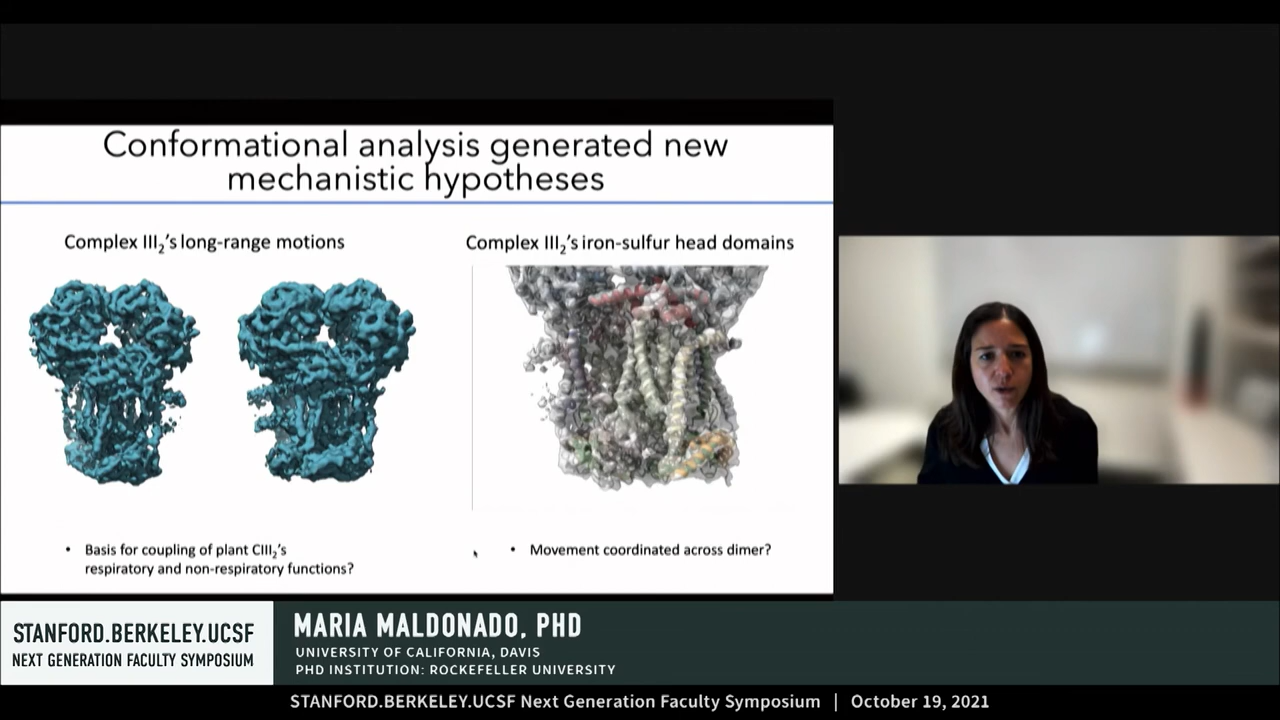 Conformational analysis generated new
mechanistic hypotheses
Complex III₂'s long-range motions
Complex III₂'s iron-sulfur head domains
• Basis for coupling of plant CIII₂'s
respiratory and non-respiratory functions?
• Movement coordinated across dimer?
STANFORD.BERKELEY.UCSF
NEXT GENERATION FACULTY SYMPOSIUM
MARIA MALDONADO, PHD
UNIVERSITY OF CALIFORNIA, DAVIS
PHD INSTITUTION: ROCKEFELLER UNIVERSITY
STANFORD.BERKELEY.UCSF Next Generation Faculty Symposium | October 19, 2021